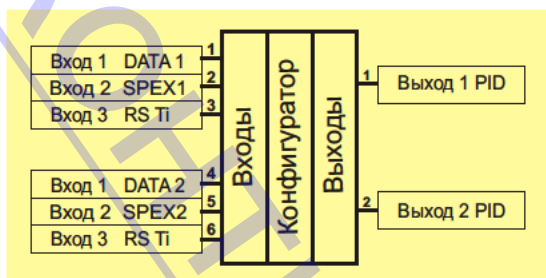 Вход 1 DATA 1 1
Вход 2 SPEX1 2
Вход 3 RS Ti 3
Вход 1 DATA 2 4
Вход 2 SPEX2 5
Вход 3 RS Ti 6
Входы
Конфигуратор
Выходы
1 Выход 1 PID
2 Выход 2 PID